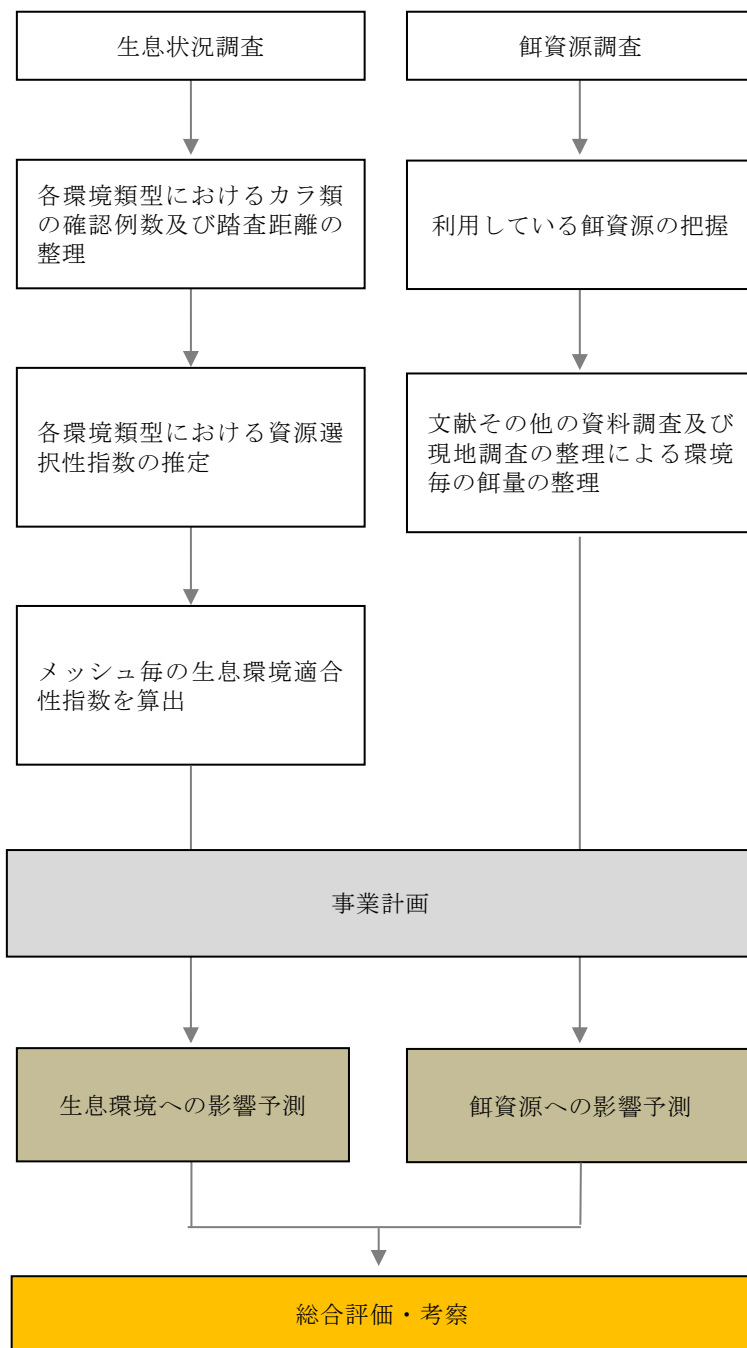 生息状況調査
餌資源調査
各環境類型におけるカラ類
の確認例数及び踏査距離の
整理
利用している餌資源の把握
各環境類型における資源選
択性指数の推定
文献その他の資料調査及び
現地調査の整理による環境
毎の餌量の整理
メッシュ毎の生息環境適合
性指数を算出
事業計画
生息環境への影響予測
餌資源への影響予測
総合評価・考察